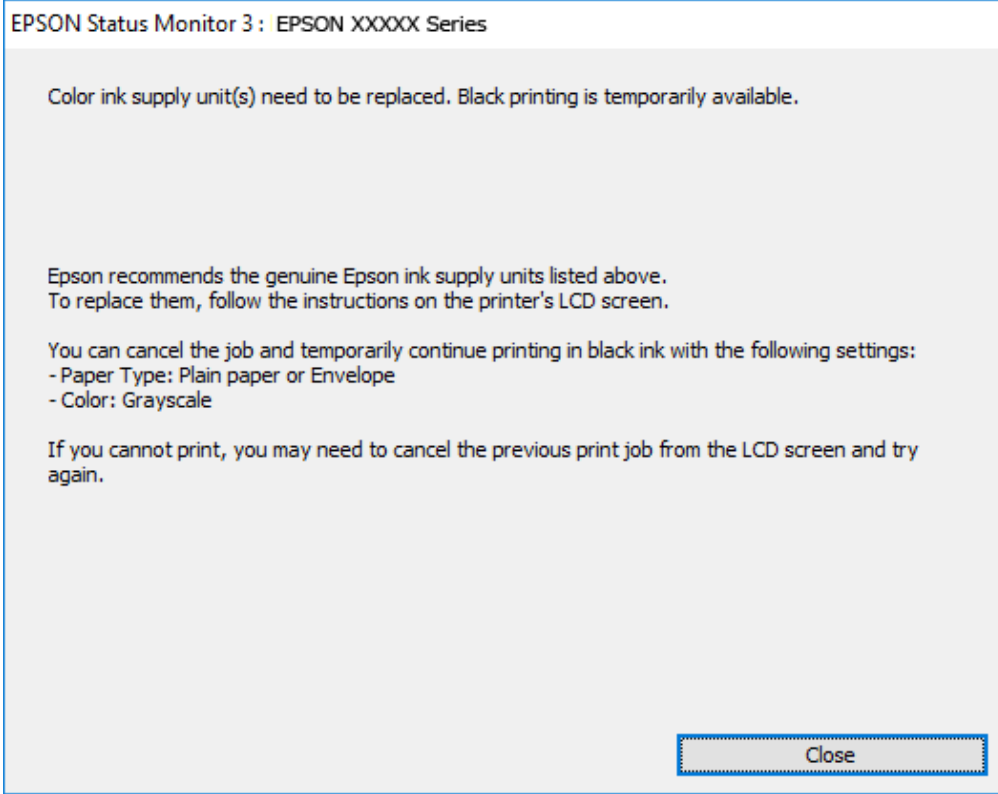 EPSON Status Monitor 3 : EPSON XXXXX Series
Color ink supply unit(s) need to be replaced. Black printing is temporarily available.
Epson recommends the genuine Epson ink supply units listed above.
To replace them, follow the instructions on the printer's LCD screen.
You can cancel the job and temporarily continue printing in black ink with the following settings:
- Paper Type: Plain paper or Envelope
- Color: Grayscale
If you cannot print, you may need to cancel the previous print job from the LCD screen and try
again.
Close